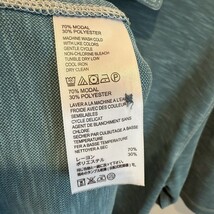 70% MODAL
30% POLYESTER
MACHINE WASH COLD
WITH LIKE COLORS
GENTLE CYCLE
NON-CHLORINE BLEACH
TUMBLE DRY LOW
COOL IRON
DRY CLEAN
70% MODAL
30% POLYESTER
LAVER A LA MACHINE A L'EAU
FROIDE AVEC DES COULEUR
SEMBLABLES
CYCLE DELICAT
AGENT DE BLANCHIMENT SANS
CHLORE
SECHER PAR CULBUTAGE A BASSE
TEMPERATURE
FER A BASSE TEMPERATURE
NETTOYER A SEC
レーヨン 70%
ポリエステル 30%